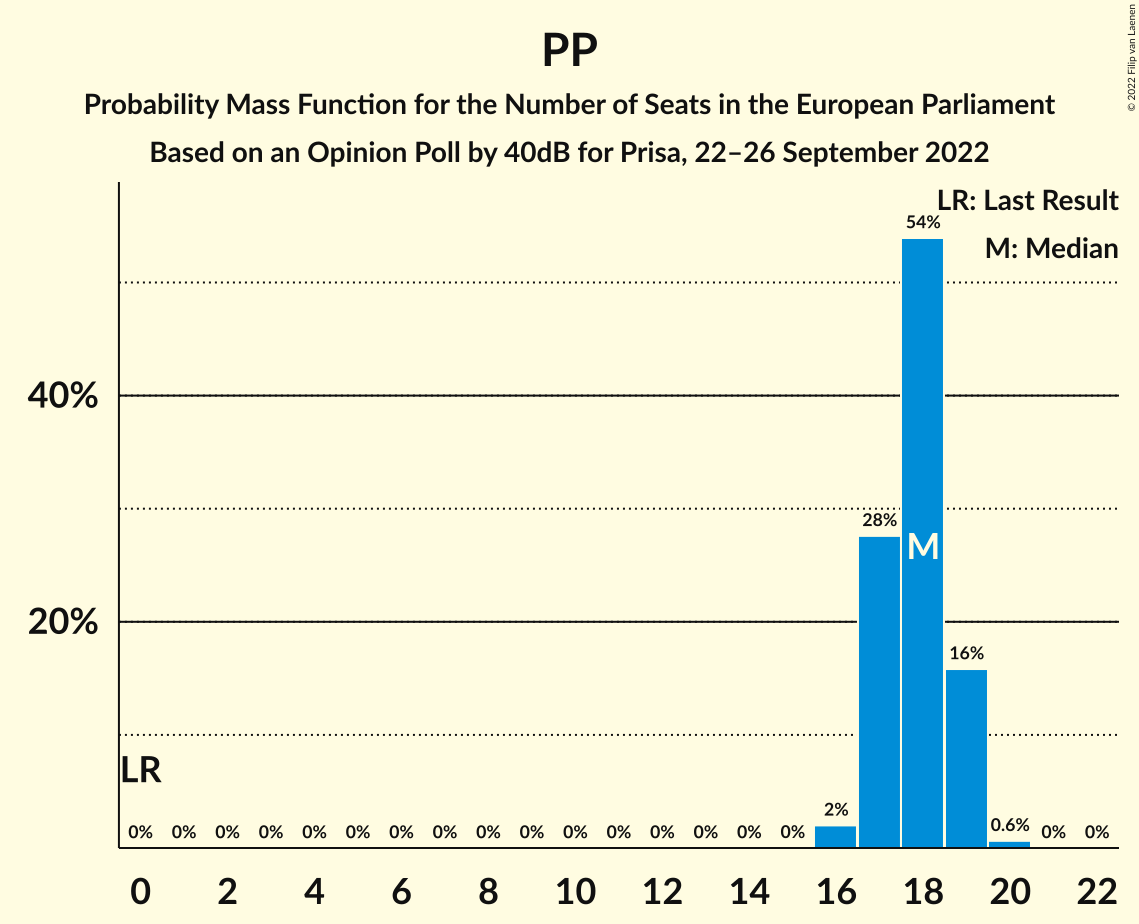 PP
Probability Mass Function for the Number of Seats in the European Parliament
Based on an Opinion Poll by 40dB for Prisa, 22–26 September 2022
© 2022 Filip van Laenen
LR: Last Result
M: Median
54%
40%
28%
M
20%
16%
LR
0% 0% 0% 0% 0% 0% 0% 0% 0% 0% 0% 0% 0% 0% 0% 0% 2% 0.6% 0% 0%
0 2 4 6 8 10 12 14 16 18 20 22